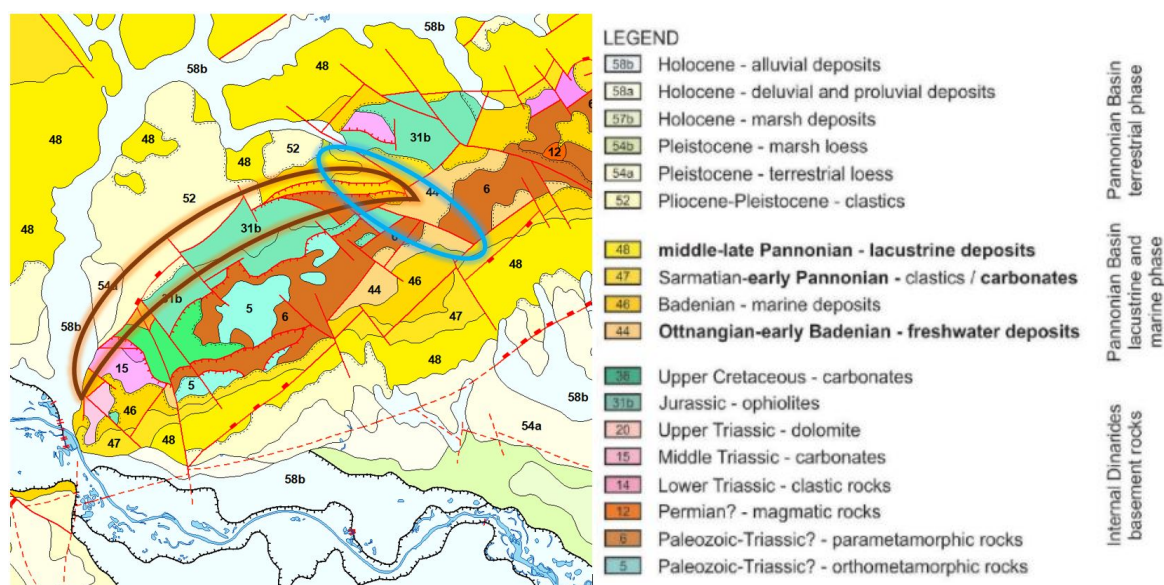 58b
58b
48
48
6
31b
48
52
12
48
44
6
52
48
31b
6
48
54a
46
44
5
6
47
31b
58b
15
5
48
46
58b
54a
47
48
58b
LEGEND
58b Holocene - alluvial deposits
58a Holocene - deluvial and proluvial deposits
57b Holocene - marsh deposits
54b Pleistocene - marsh loess
54a Pleistocene - terrestrial loess
52 Pliocene-Pleistocene - clastics
Pannonian Basin
terrestrial phase
48 middle-late Pannonian - lacustrine deposits
47 Sarmatian-early Pannonian - clastics / carbonates
46 Badenian - marine deposits
44 Ottnangian-early Badenian - freshwater deposits
Pannonian Basin
lacustrine and
marine phase
36 Upper Cretaceous - carbonates
31b Jurassic - ophiolites
20 Upper Triassic - dolomite
15 Middle Triassic - carbonates
14 Lower Triassic - clastic rocks
12 Permian? - magmatic rocks
6 Paleozoic-Triassic? - parametamorphic rocks
5 Paleozoic-Triassic? - orthometamorphic rocks
Internal Dinarides
basement rocks